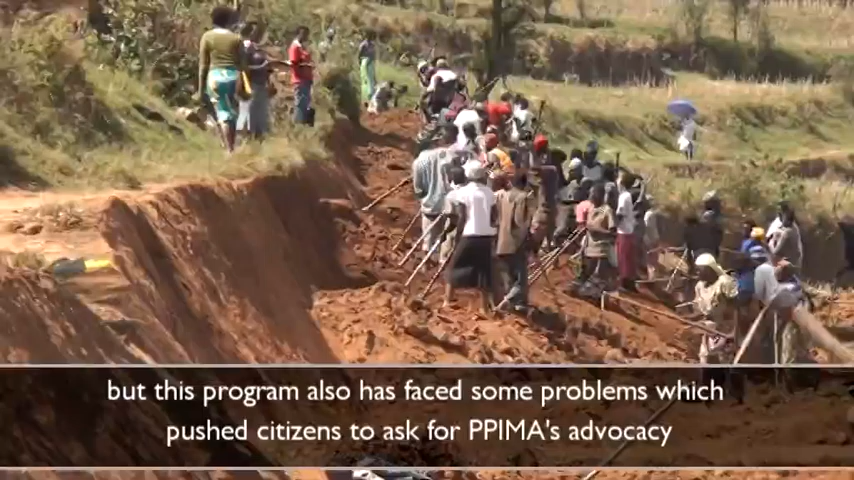 but this program also has faced some problems which
pushed citizens to ask for PPIMA's advocacy